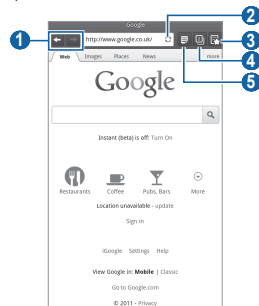 Google
2
1
http://www.google.co.uk/
3
Web Images Places News more
4
Google
5
Instant (beta) is off: Turn On
Restaurants Coffee Pubs, Bars More
Location unavailable - update
Sign in
iGoogle Settings Help
View Google in: Mobile | Classic
Go to Google.com
© 2011 - Privacy